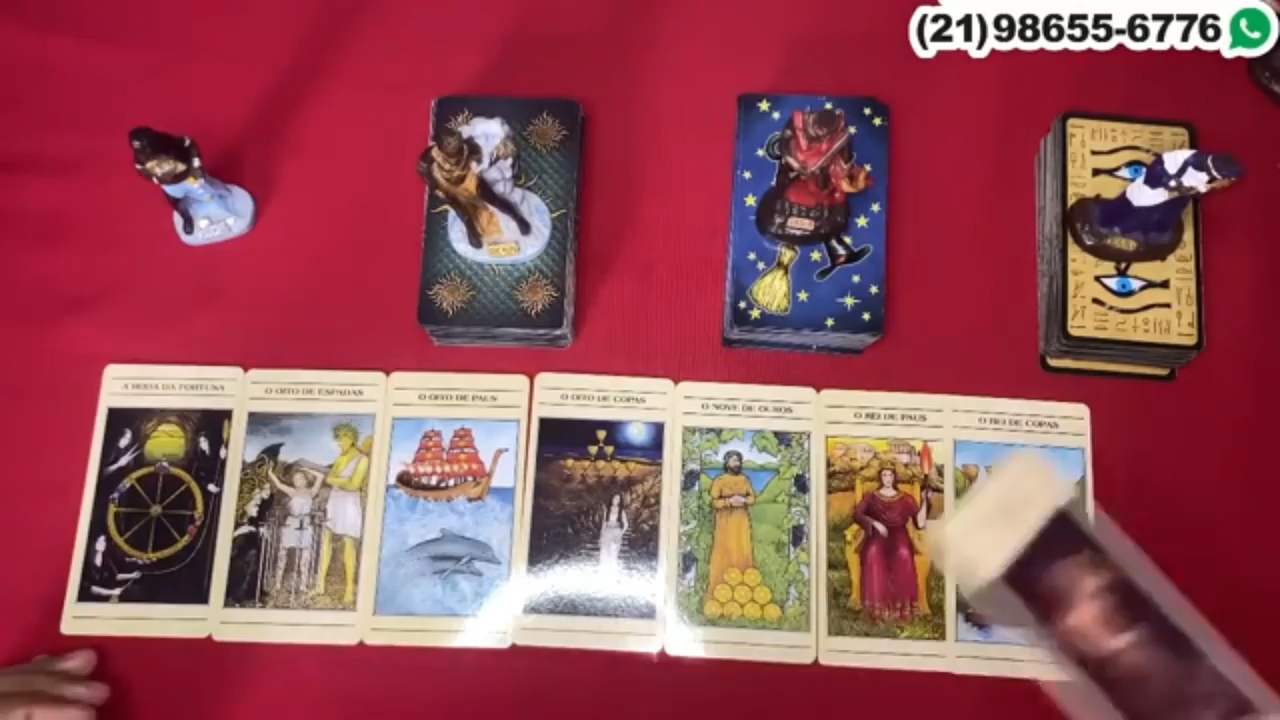 (21)98655-6776
A RODA DA FORTUNA
O OITO DE ESPADAS
O OITO DE PAUS
O OITO DE COPAS
O NOVE DE OUROS
O REI DE PAUS
O REI DE COPAS